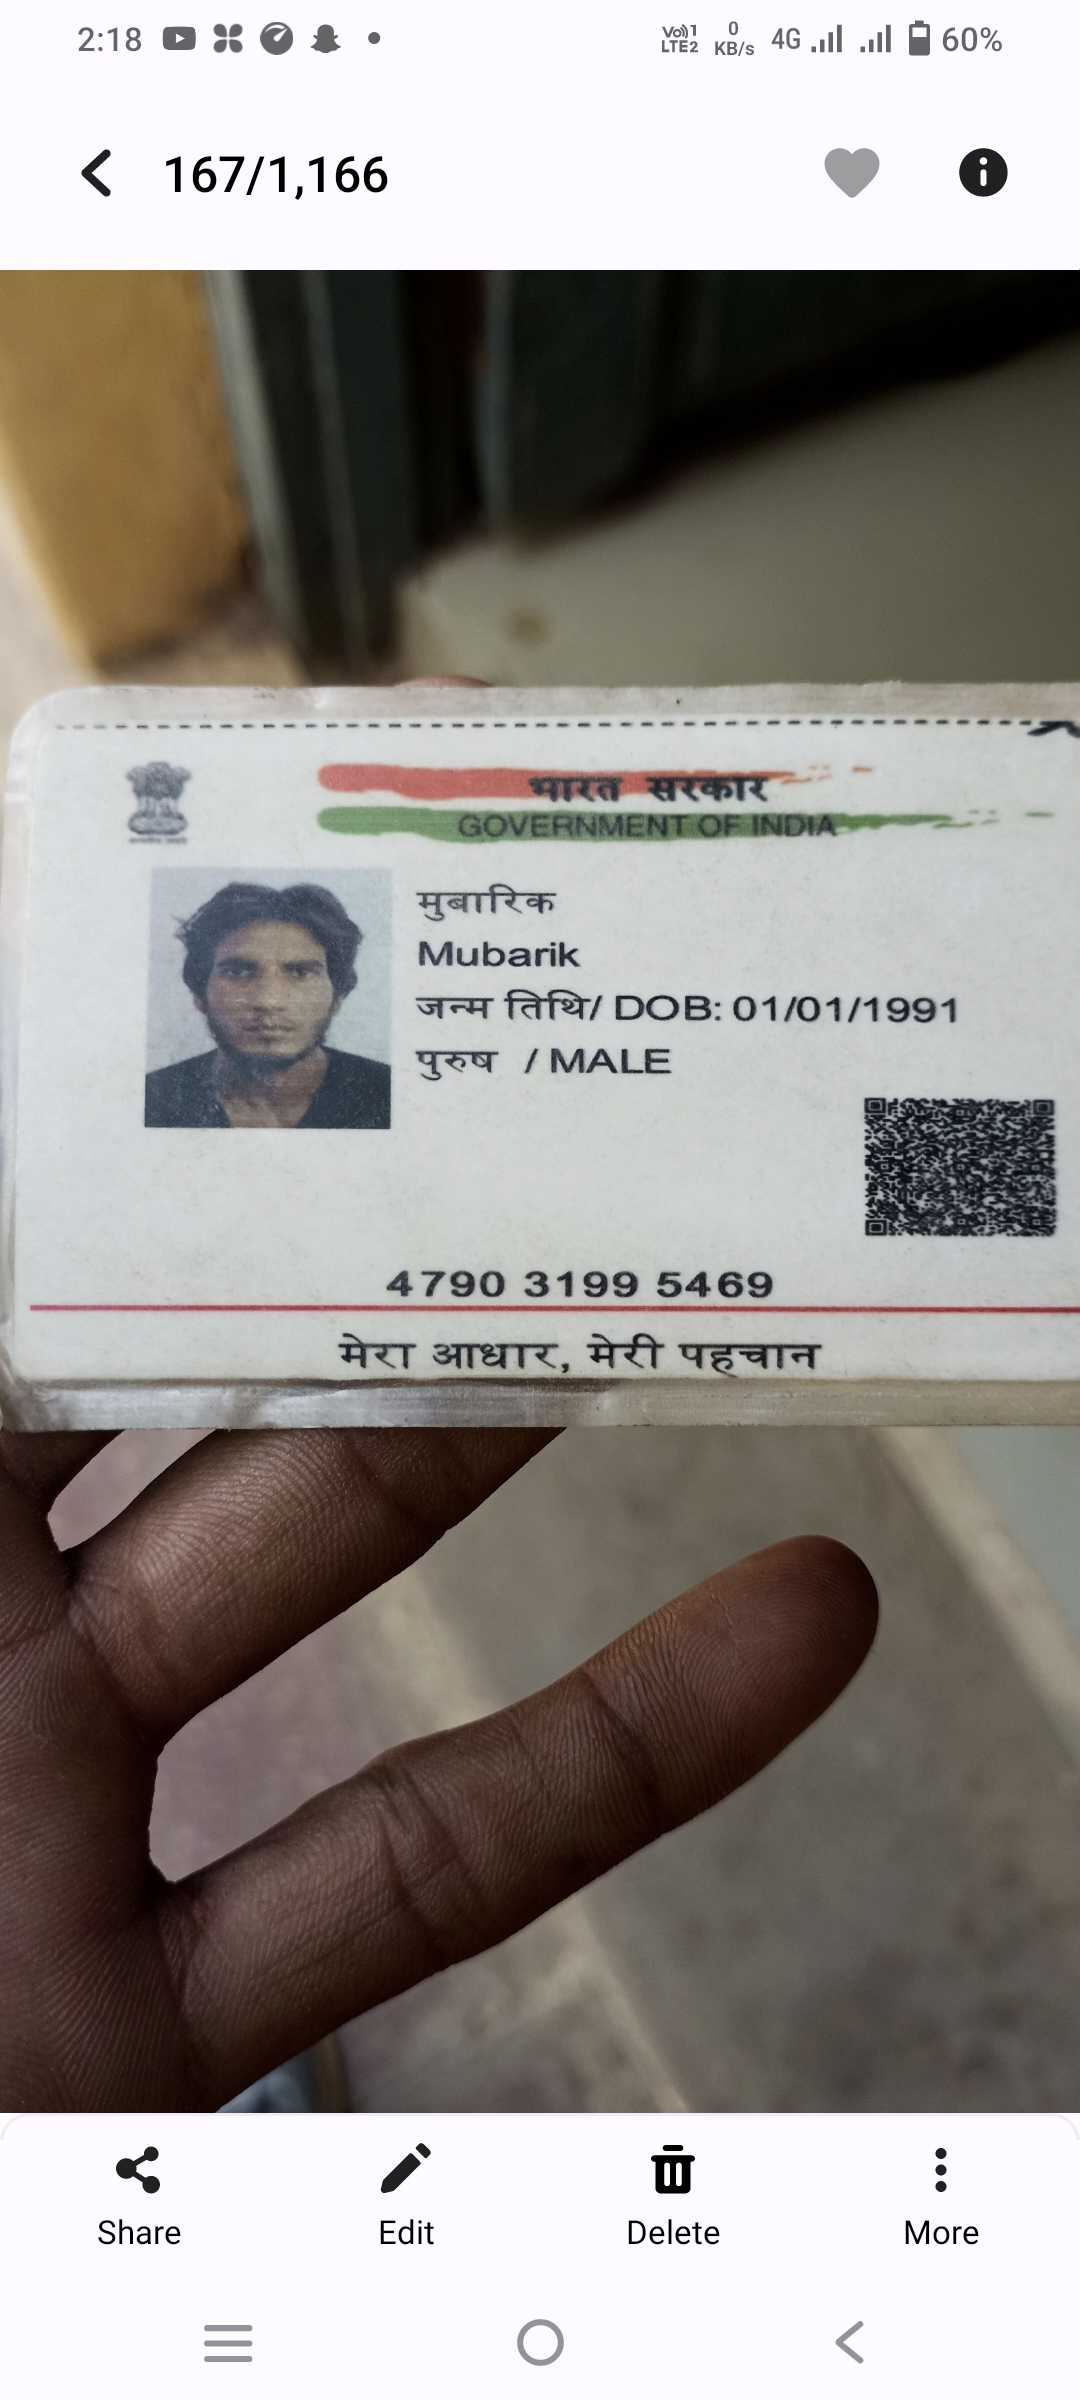 2:18
Vo))1 LTE2
0 KB/s
4G
60%
167/1,166
भारत सरकार
GOVERNMENT OF INDIA
मुबारिक
Mubarik
जन्म तिथि/ DOB: 01/01/1991
पुरुष / MALE
4790 3199 5469
मेरा आधार, मेरी पहचान
Share Edit Delete More